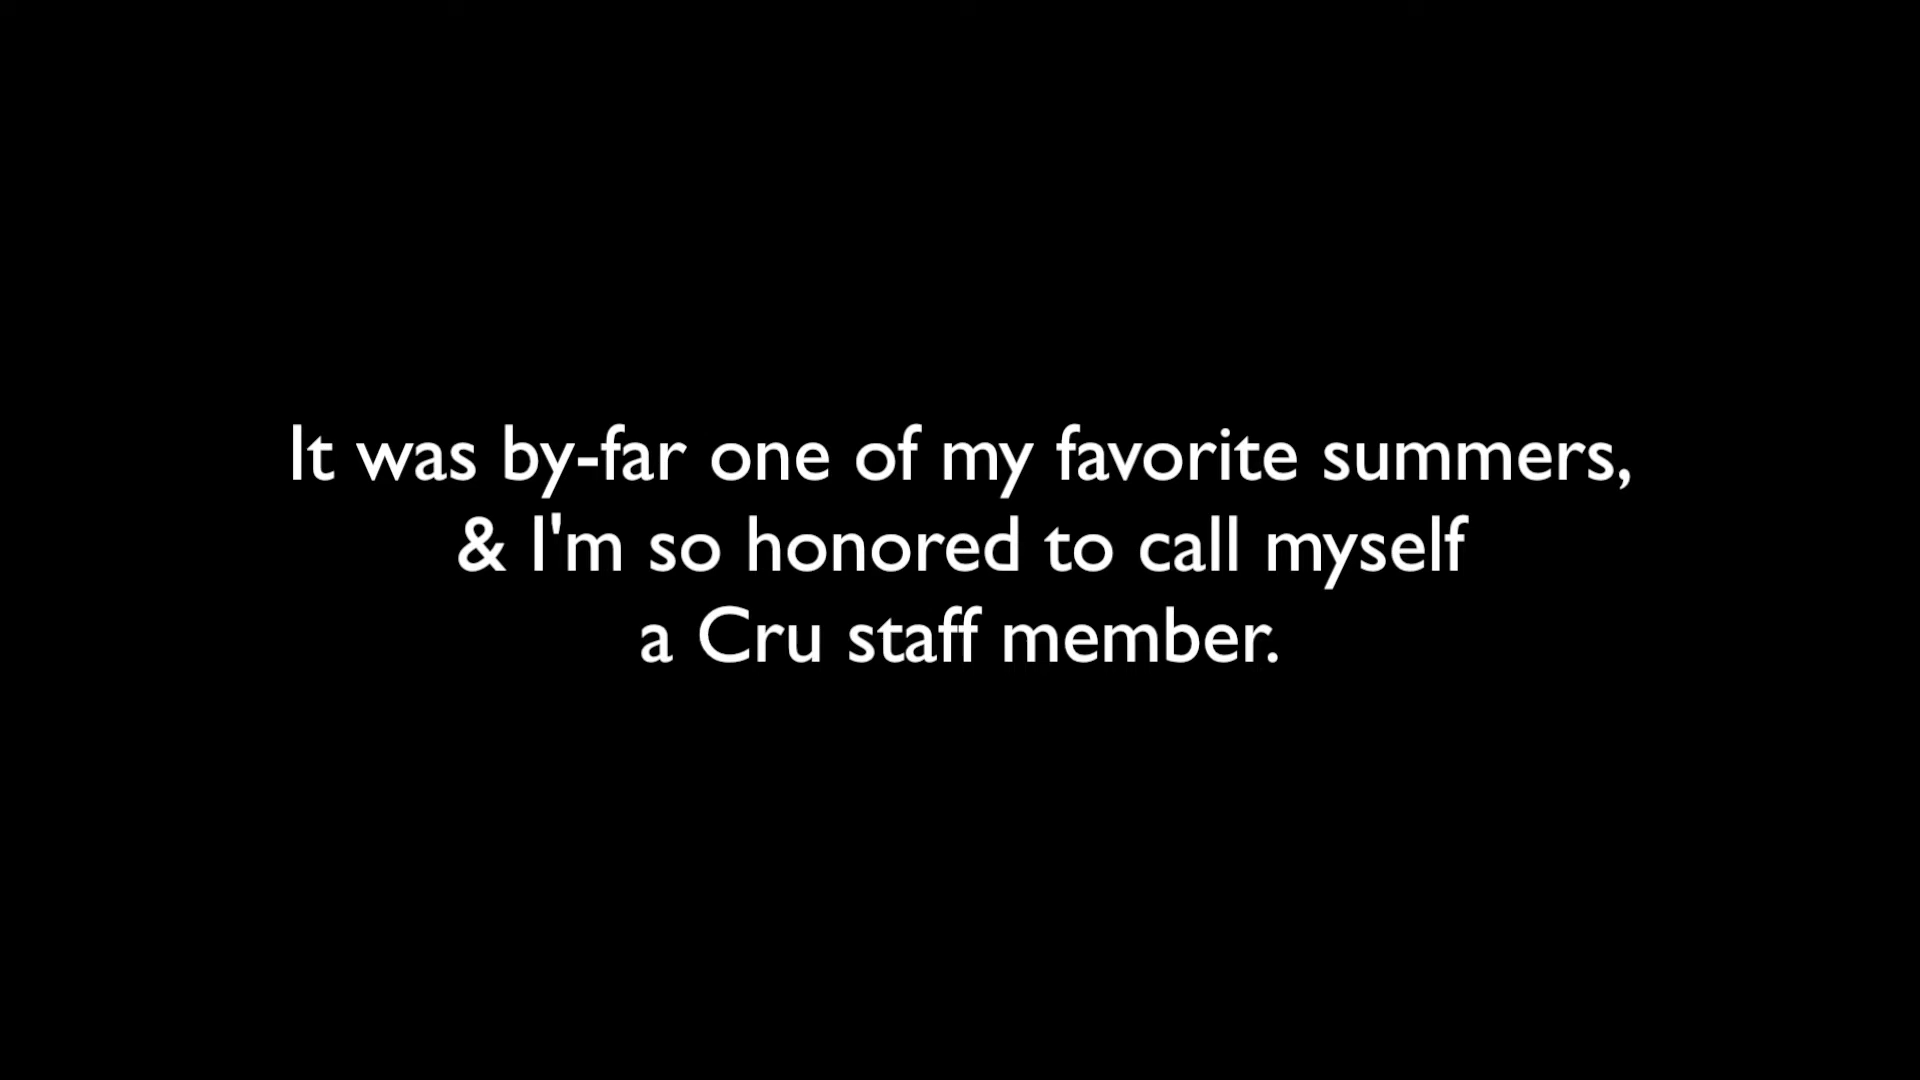 It was by-far one of my favorite summers,
& I'm so honored to call myself
a Cru staff member.